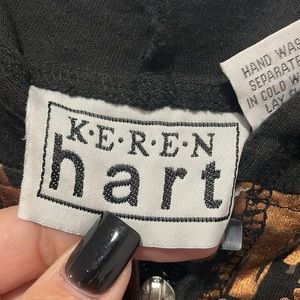 K·E·R·E·N
hart
HAND WAS
SEPARATE
IN COLD
LAY